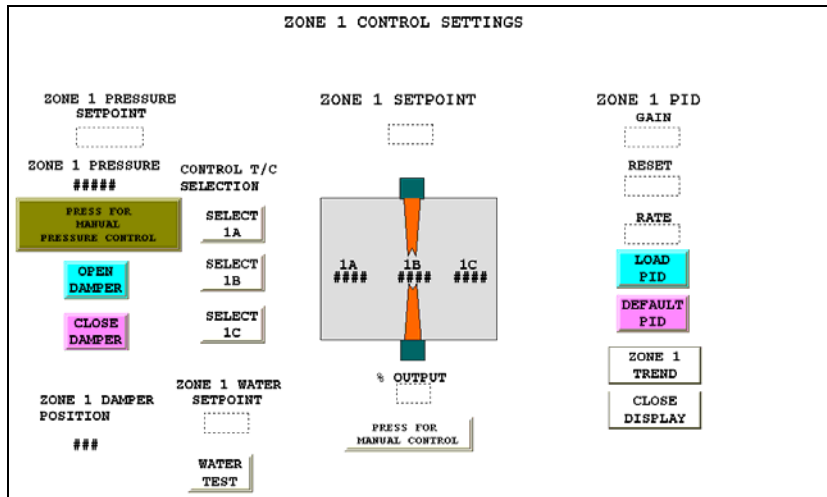 ZONE 1 CONTROL SETTINGS
ZONE 1 PRESSURE
SETPOINT
ZONE 1 PRESSURE
#####
PRESS FOR
MANUAL
PRESSURE CONTROL
OPEN
DAMPER
CLOSE
DAMPER
ZONE 1 DAMPER
POSITION
###
CONTROL T/C
SELECTION
SELECT
1A
SELECT
1B
SELECT
1C
ZONE 1 WATER
SETPOINT
WATER
TEST
ZONE 1 SETPOINT
1A 1B 1C
#### #### ####
% OUTPUT
PRESS FOR
MANUAL CONTROL
ZONE 1 PID
GAIN
RESET
RATE
LOAD
PID
DEFAULT
PID
ZONE 1
TREND
CLOSE
DISPLAY